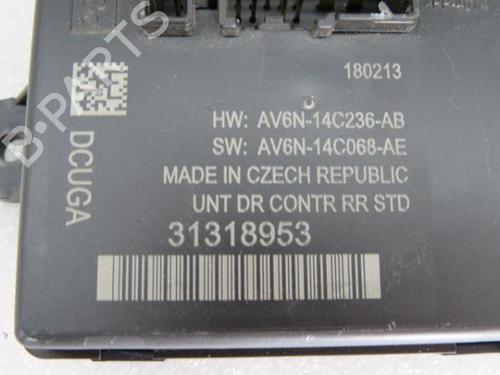 180213
HW: AV6N-14C236-AB
SW: AV6N-14C068-AE
MADE IN CZECH REPUBLIC
UNT DR CONTR RR STD
31318953
DCUGA
B-PARTS